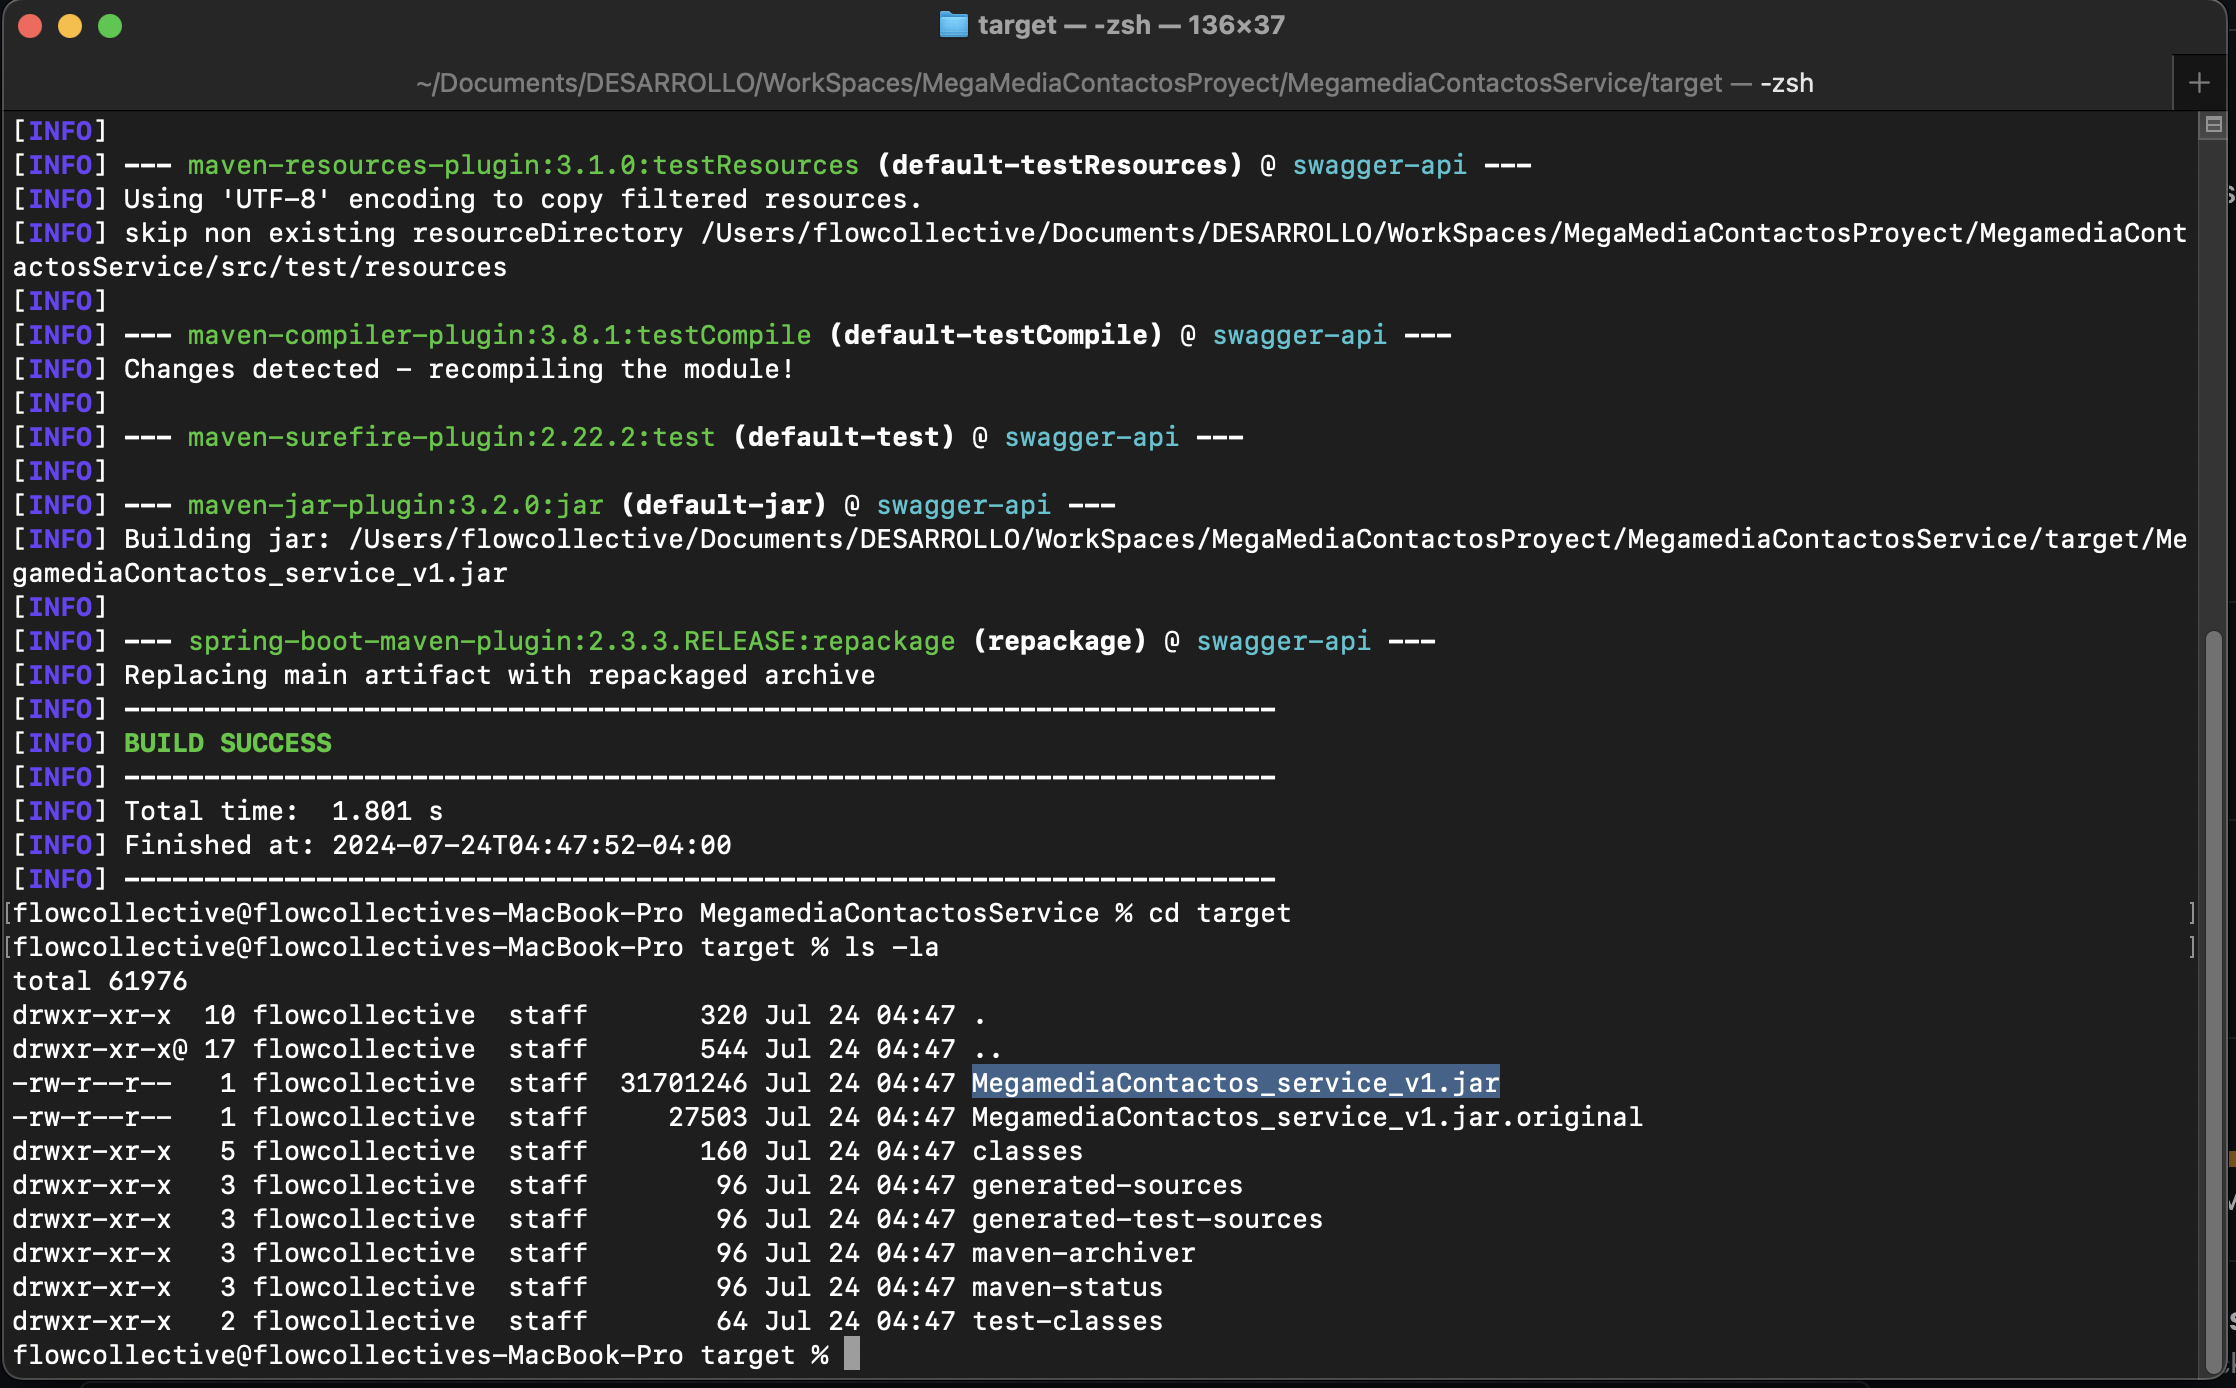 target — -zsh — 136×37
~/Documents/DESARROLLO/WorkSpaces/MegaMediaContactosProyect/MegamediaContactosService/target — -zsh
[INFO]
[INFO] --- maven-resources-plugin:3.1.0:testResources (default-testResources) @ swagger-api ---
[INFO] Using 'UTF-8' encoding to copy filtered resources.
[INFO] skip non existing resourceDirectory /Users/flowcollective/Documents/DESARROLLO/WorkSpaces/MegaMediaContactosProyect/MegamediaCont
actosService/src/test/resources
[INFO]
[INFO] --- maven-compiler-plugin:3.8.1:testCompile (default-testCompile) @ swagger-api ---
[INFO] Changes detected - recompiling the module!
[INFO]
[INFO] --- maven-surefire-plugin:2.22.2:test (default-test) @ swagger-api ---
[INFO]
[INFO] --- maven-jar-plugin:3.2.0:jar (default-jar) @ swagger-api ---
[INFO] Building jar: /Users/flowcollective/Documents/DESARROLLO/WorkSpaces/MegaMediaContactosProyect/MegamediaContactosService/target/Me
gamediaContactos_service_v1.jar
[INFO]
[INFO] --- spring-boot-maven-plugin:2.3.3.RELEASE:repackage (repackage) @ swagger-api ---
[INFO] Replacing main artifact with repackaged archive
[INFO] ------------------------------------------------------------------------
[INFO] BUILD SUCCESS
[INFO] ------------------------------------------------------------------------
[INFO] Total time:  1.801 s
[INFO] Finished at: 2024-07-24T04:47:52-04:00
[INFO] ------------------------------------------------------------------------
[flowcollective@flowcollectives-MacBook-Pro MegamediaContactosService % cd target ]
[flowcollective@flowcollectives-MacBook-Pro target % ls -la ]
total 61976
drwxr-xr-x  10 flowcollective  staff       320 Jul 24 04:47 .
drwxr-xr-x@ 17 flowcollective  staff       544 Jul 24 04:47 ..
-rw-r--r--   1 flowcollective  staff  31701246 Jul 24 04:47 MegamediaContactos_service_v1.jar
-rw-r--r--   1 flowcollective  staff     27503 Jul 24 04:47 MegamediaContactos_service_v1.jar.original
drwxr-xr-x   5 flowcollective  staff       160 Jul 24 04:47 classes
drwxr-xr-x   3 flowcollective  staff        96 Jul 24 04:47 generated-sources
drwxr-xr-x   3 flowcollective  staff        96 Jul 24 04:47 generated-test-sources
drwxr-xr-x   3 flowcollective  staff        96 Jul 24 04:47 maven-archiver
drwxr-xr-x   3 flowcollective  staff        96 Jul 24 04:47 maven-status
drwxr-xr-x   2 flowcollective  staff        64 Jul 24 04:47 test-classes
flowcollective@flowcollectives-MacBook-Pro target %